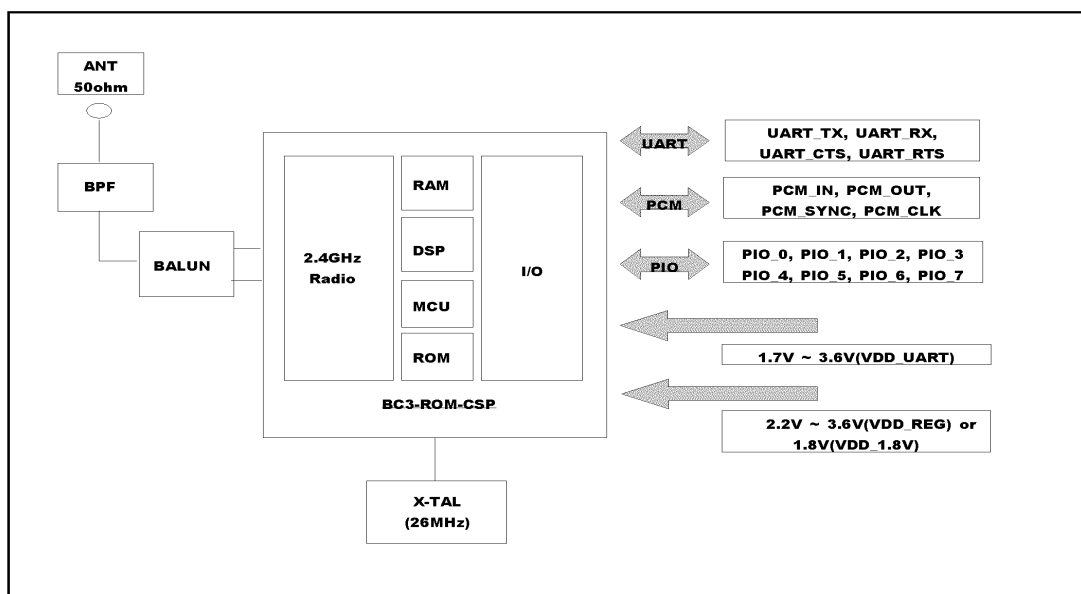 ANT
50ohm
BPF
BALUN
2.4GHz
Radio
RAM
DSP
MCU
ROM
I/O
BC3-ROM-CSP
X-TAL
(26MHz)
UART
UART_TX, UART_RX,
UART_CTS, UART_RTS
PCM
PCM_IN, PCM_OUT,
PCM_SYNC, PCM_CLK
PIO
PIO_0, PIO_1, PIO_2, PIO_3
PIO_4, PIO_5, PIO_6, PIO_7
1.7V ~ 3.6V(VDD_UART)
2.2V ~ 3.6V(VDD_REG) or
1.8V(VDD_1.8V)